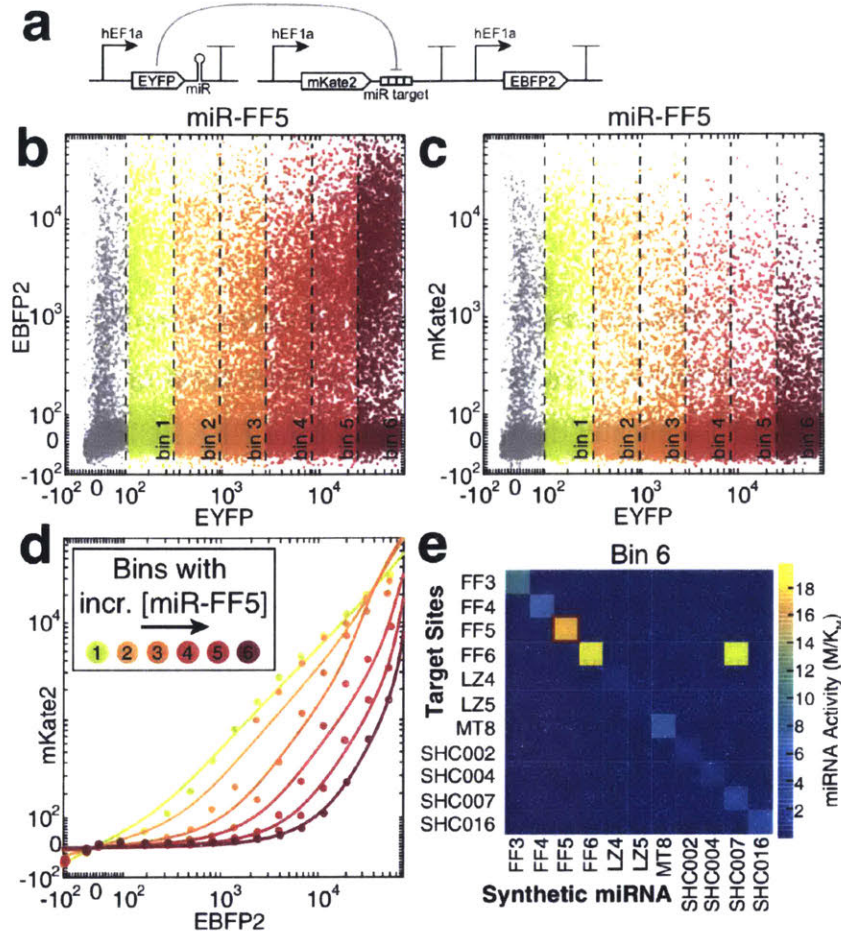 a
hEF1a
hEF1a
hEF1a
EYFP
miR
mKate2
miR target
EBFP2
b
miR-FF5
EBFP2
10^4
10^3
10^2
0
-10^2
bin 1
bin 2
bin 3
bin 4
bin 5
bin 6
-10^2 0 10^2 10^3 10^4
EYFP
c
miR-FF5
mKate2
10^4
10^3
10^2
0
-10^2
bin 1
bin 2
bin 3
bin 4
bin 5
bin 6
-10^2 0 10^2 10^3 10^4
EYFP
d
Bins with
incr. [miR-FF5]
1 2 3 4 5 6
mKate2
10^4
10^3
10^2
0
-10^2
-10^2 0 10^2 10^3 10^4
EBFP2
e
Bin 6
Target Sites
FF3
FF4
FF5
FF6
LZ4
LZ5
MT8
SHC002
SHC004
SHC007
SHC016
FF3
FF4
FF5
FF6
LZ4
LZ5
MT8
SHC002
SHC004
SHC007
SHC016
Synthetic miRNA
18
16
14
12
10
8
6
4
2
miRNA Activity (M/K